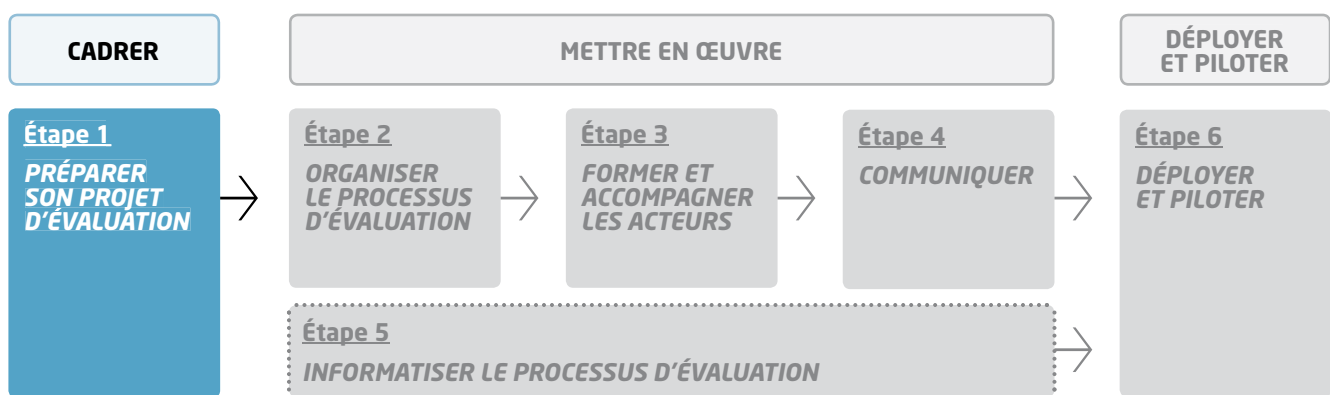 CADRER
METTRE EN ŒUVRE
DÉPLOYER
ET PILOTER
Étape 1
PRÉPARER
SON PROJET
D’ÉVALUATION
Étape 2
ORGANISER
LE PROCESSUS
D’ÉVALUATION
Étape 3
FORMER ET
ACCOMPAGNER
LES ACTEURS
Étape 4
COMMUNIQUER
Étape 5
INFORMATISER LE PROCESSUS D’ÉVALUATION
Étape 6
DÉPLOYER
ET PILOTER